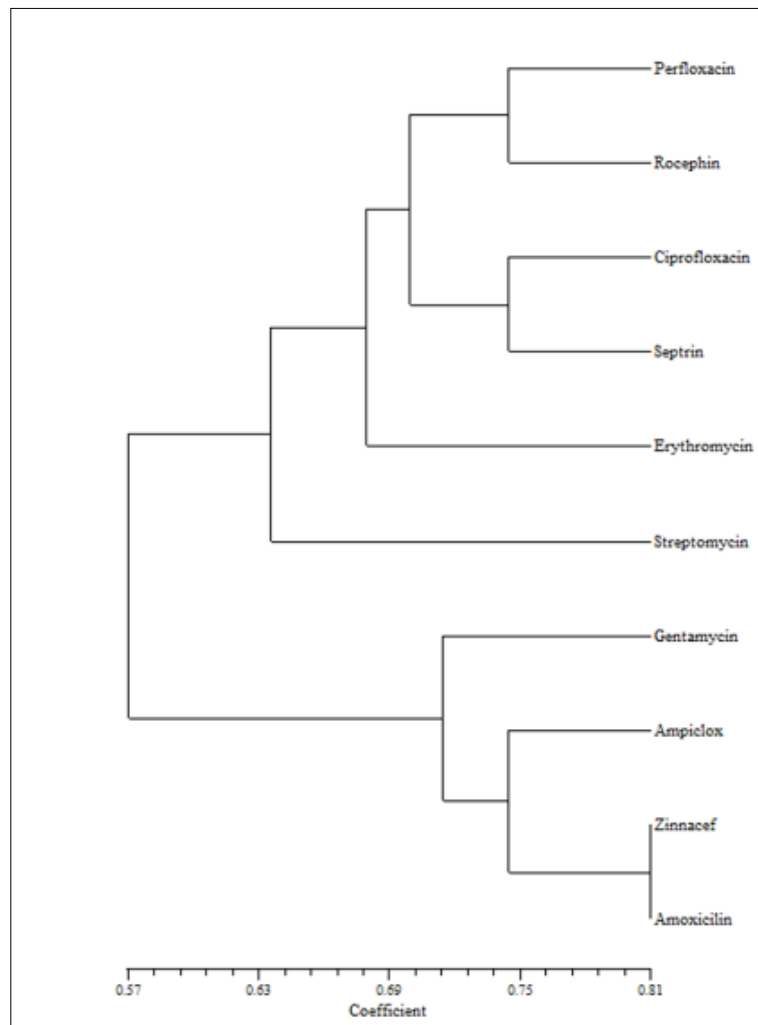 Perfloxacin
Rocephin
Ciprofloxacin
Septrin
Erythromycin
Streptomycin
Gentamycin
Ampiclox
Zinnacef
Amoxicilin
0.57 0.63 0.69 0.75 0.81
Coefficient